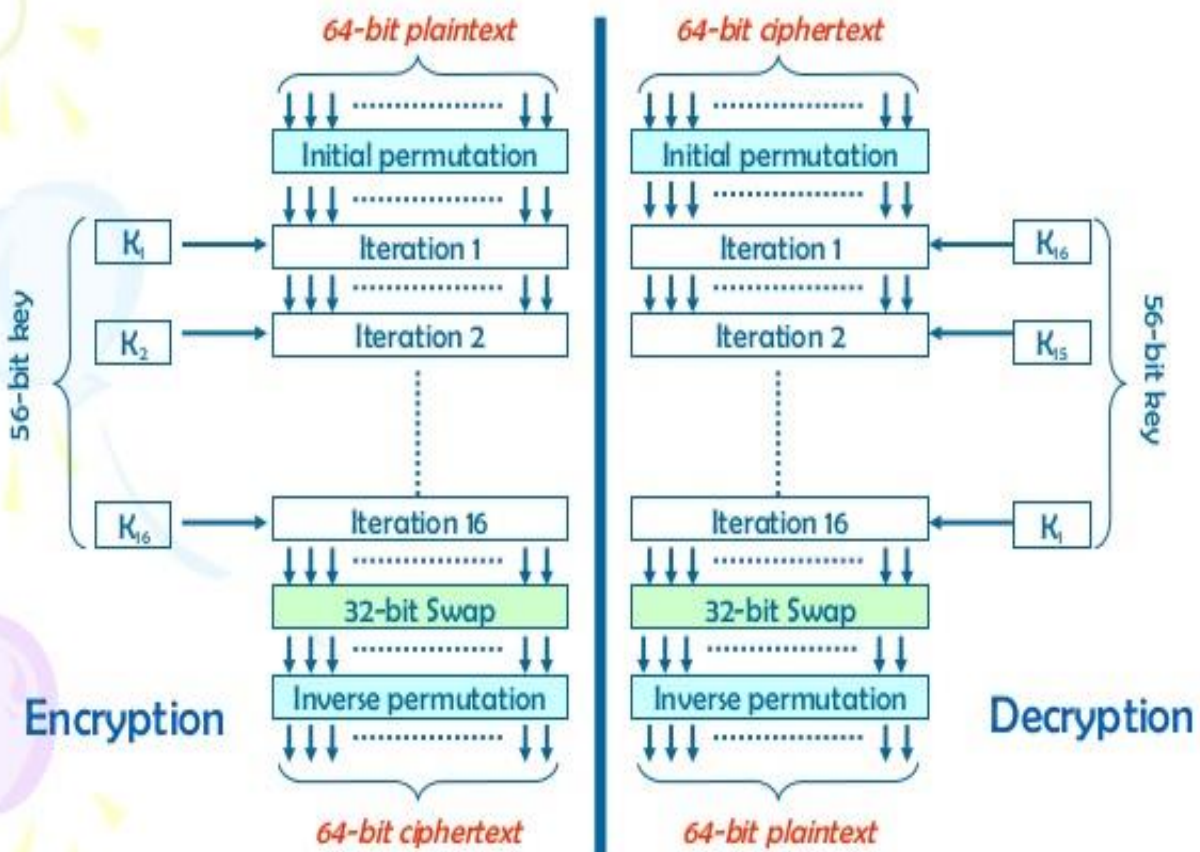 64-bit plaintext
Initial permutation
56-bit key
K₁
Iteration 1
K₂
Iteration 2
K₁₆
Iteration 16
32-bit Swap
Inverse permutation
Encryption
64-bit ciphertext
64-bit ciphertext
Initial permutation
Iteration 1
K₁₆
Iteration 2
K₁₅
56-bit key
Iteration 16
K₁
32-bit Swap
Inverse permutation
Decryption
64-bit plaintext